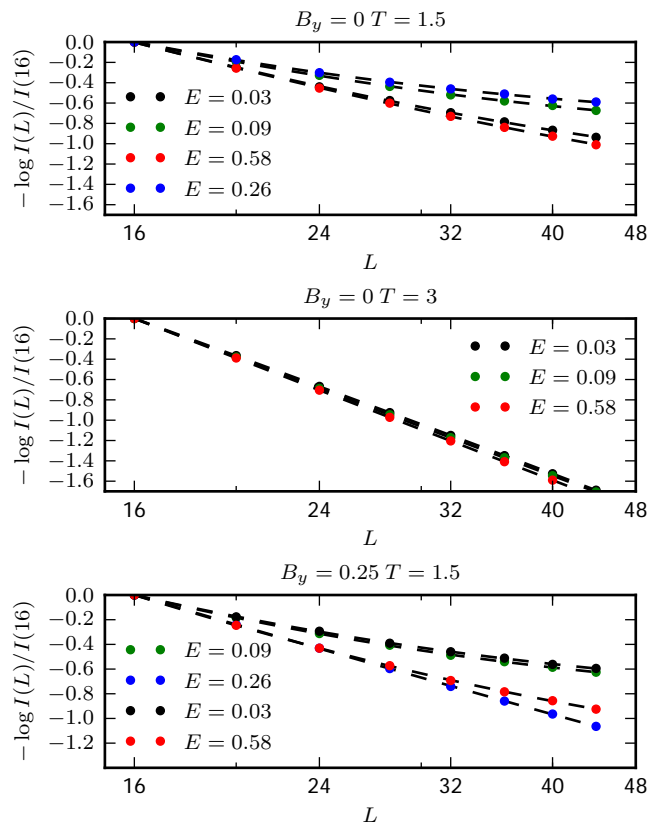 B_y = 0 T = 1.5
0.0
−0.2
−0.4
−0.6
−0.8
−1.0
−1.2
−1.4
−1.6
− log I(L)/I(16)
E = 0.03
E = 0.09
E = 0.58
E = 0.26
16 24 32 40 48
L
B_y = 0 T = 3
0.0
−0.2
−0.4
−0.6
−0.8
−1.0
−1.2
−1.4
−1.6
− log I(L)/I(16)
E = 0.03
E = 0.09
E = 0.58
16 24 32 40 48
L
B_y = 0.25 T = 1.5
0.0
−0.2
−0.4
−0.6
−0.8
−1.0
−1.2
− log I(L)/I(16)
E = 0.09
E = 0.26
E = 0.03
E = 0.58
16 24 32 40 48
L